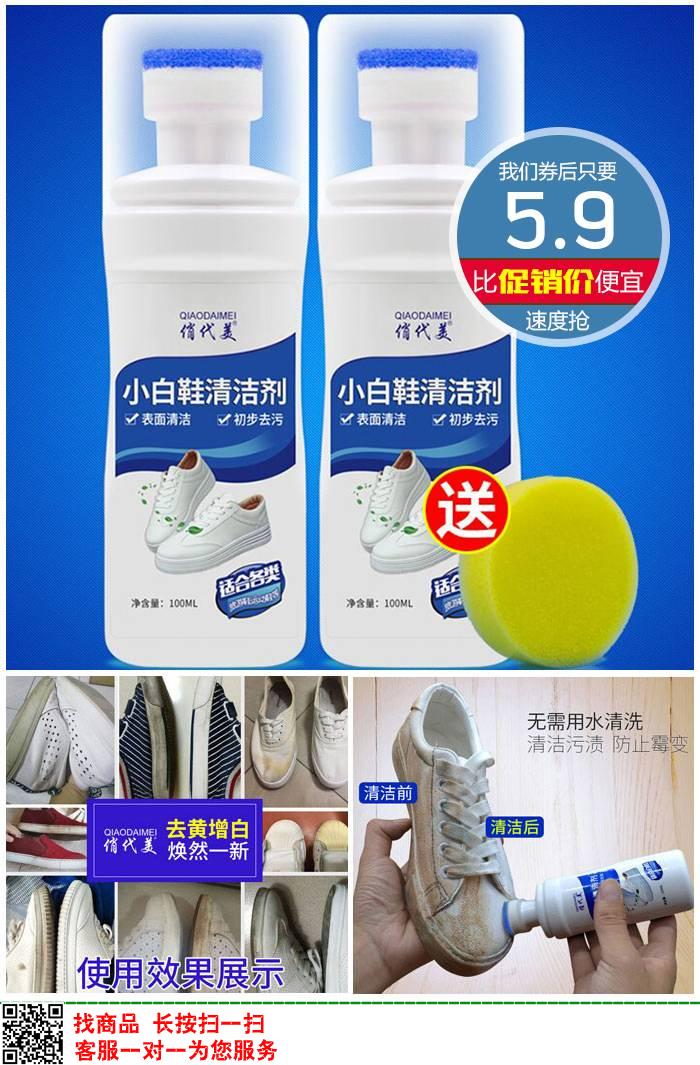 我们券后只要
5.9
比促销价便宜
速度抢
QIAODAIMEI
俏代美®
小白鞋清洁剂
表面清洁 初步去污
适合各类
净含量：100ML
QIAODAIMEI
俏代美®
小白鞋清洁剂
表面清洁 初步去污
净含量：100ML
送
QIAODAIMEI
俏代美
去黄增白
焕然一新
使用效果展示
无需用水清洗
清洁污渍 防止霉变
清洁前
清洁后
找商品 长按扫--扫
客服--对--为您服务